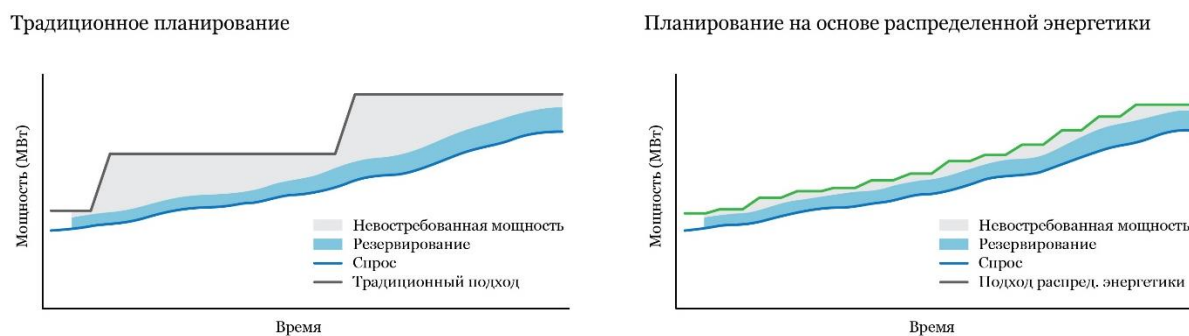 Традиционное планирование
Мощность (МВт)
Невостребованная мощность
Резервирование
Спрос
Традиционный подход
Время
Планирование на основе распределенной энергетики
Мощность (МВт)
Невостребованная мощность
Резервирование
Спрос
Подход распред. энергетики
Время